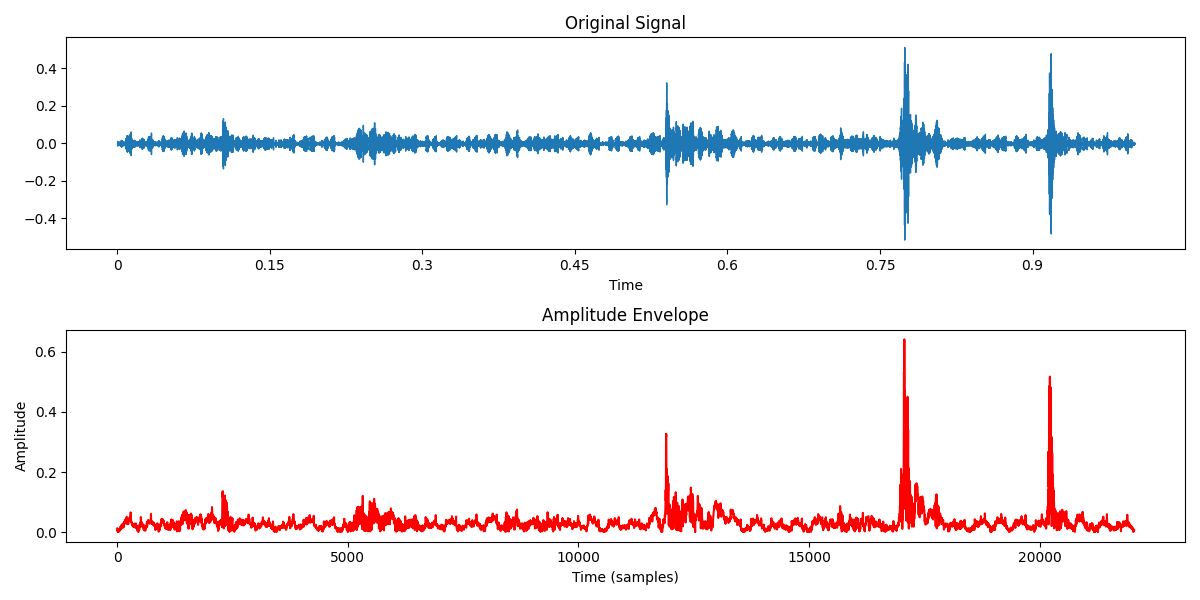 Original Signal
0.4
0.2
0.0
−0.2
−0.4
0 0.15 0.3 0.45 0.6 0.75 0.9
Time
Amplitude Envelope
Amplitude
0.6
0.4
0.2
0.0
0 5000 10000 15000 20000
Time (samples)